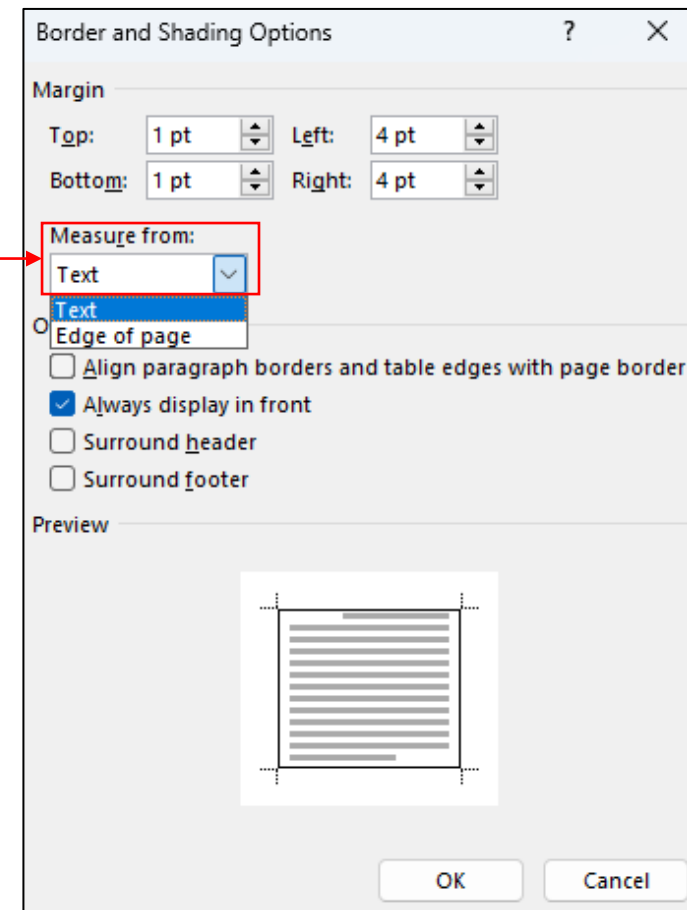 Border and Shading Options ? ×
Margin
Top: 1 pt Left: 4 pt
Bottom: 1 pt Right: 4 pt
Measure from:
Text
Text
Edge of page
O
Align paragraph borders and table edges with page border
Always display in front
Surround header
Surround footer
Preview
OK Cancel